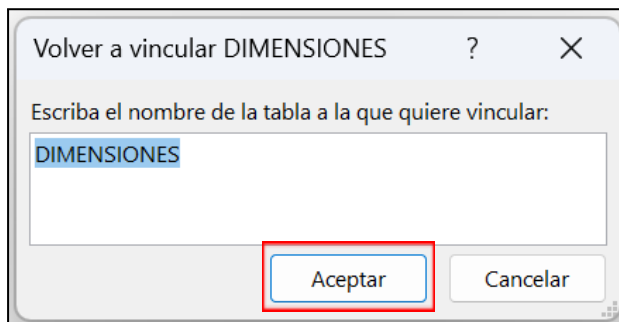 Volver a vincular DIMENSIONES ?
Escriba el nombre de la tabla a la que quiere vincular:
DIMENSIONES
Aceptar Cancelar